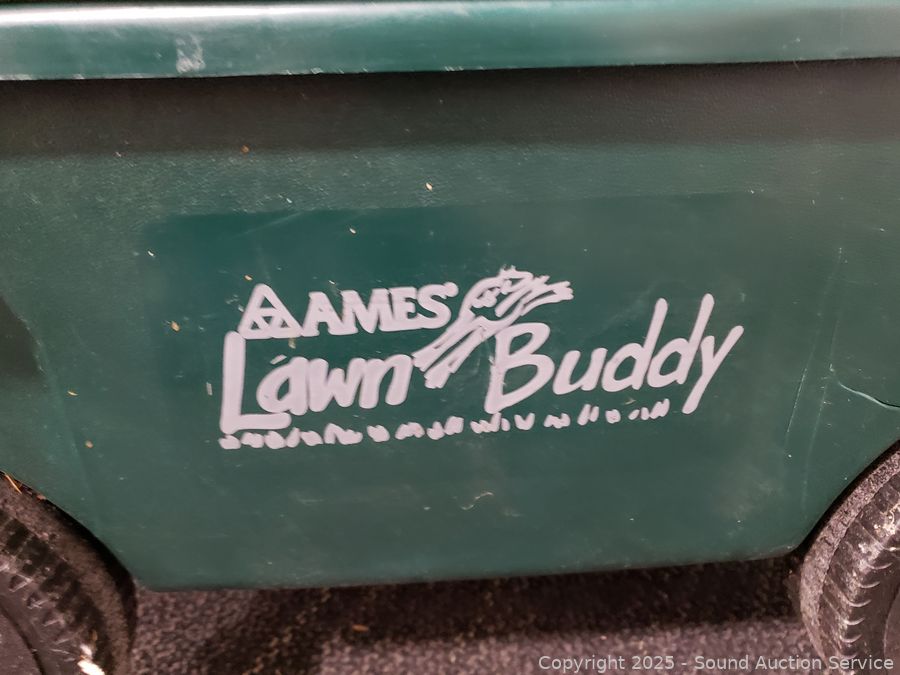 AMES®
Lawn Buddy
Copyright 2025 - Sound Auction Service